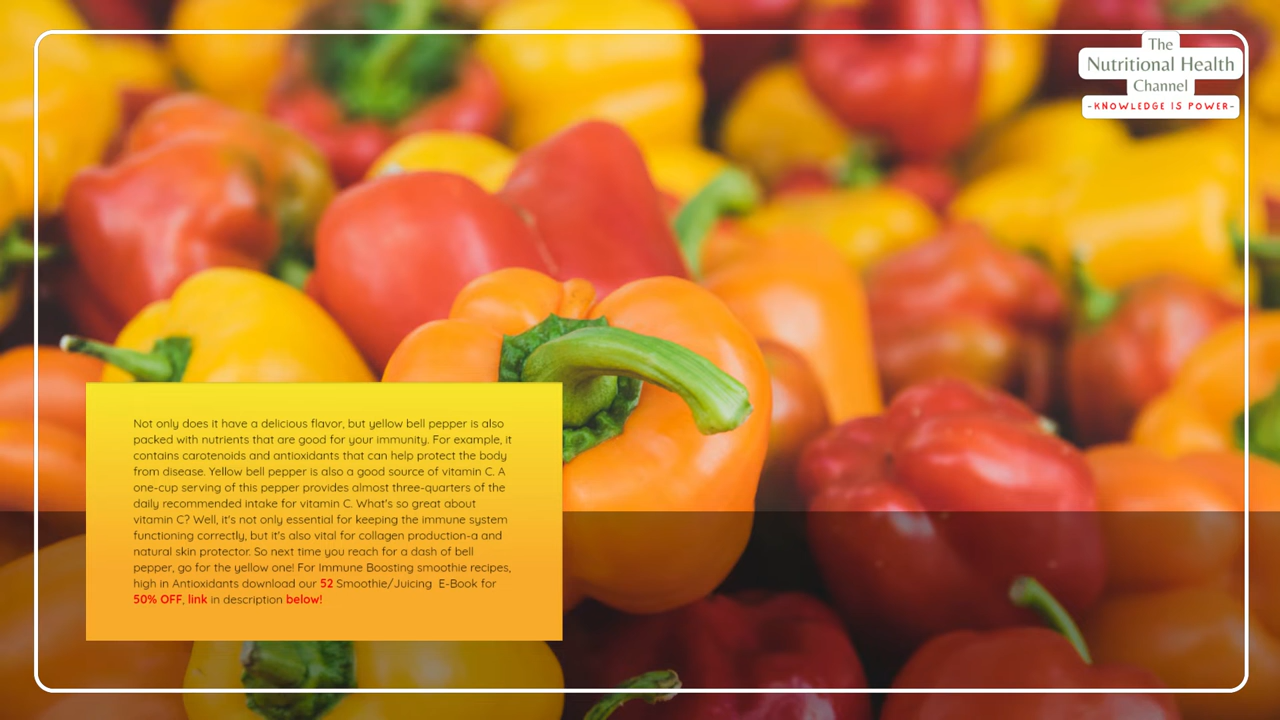 The
Nutritional Health
Channel
-KNOWLEDGE IS POWER-
Not only does it have a delicious flavor, but yellow bell pepper is also
packed with nutrients that are good for your immunity. For example, it
contains carotenoids and antioxidants that can help protect the body
from disease. Yellow bell pepper is also a good source of vitamin C. A
one-cup serving of this pepper provides almost three-quarters of the
daily recommended intake for vitamin C. What's so great about
vitamin C? Well, it's not only essential for keeping the immune system
functioning correctly, but it's also vital for collagen production-a and
natural skin protector. So next time you reach for a dash of bell
pepper, go for the yellow one! For Immune Boosting smoothie recipes,
high in Antioxidants download our 52 Smoothie/Juicing E-Book for
50% OFF, link in description below!